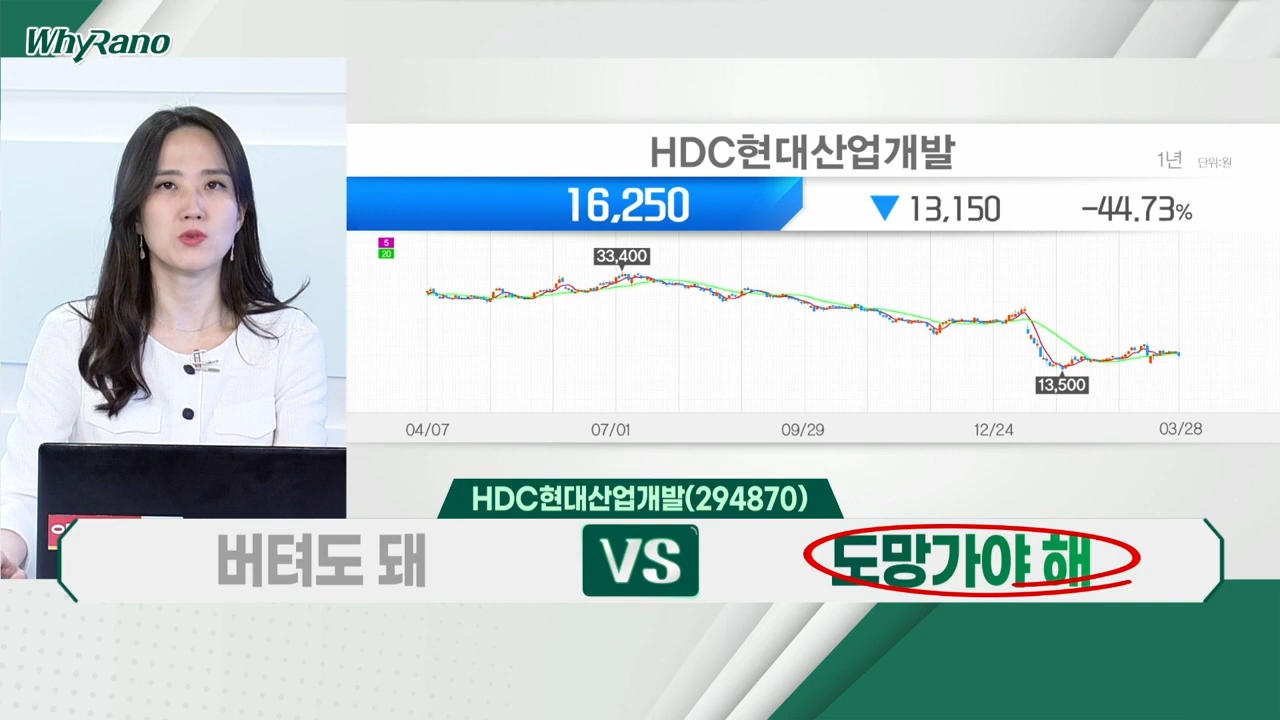 WhyRano
HDC현대산업개발
1년 단위:원
16,250 ▼ 13,150 -44.73%
5
20
33,400
13,500
04/07 07/01 09/29 12/24 03/28
HDC현대산업개발(294870)
버텨도 돼 VS 도망가야 해